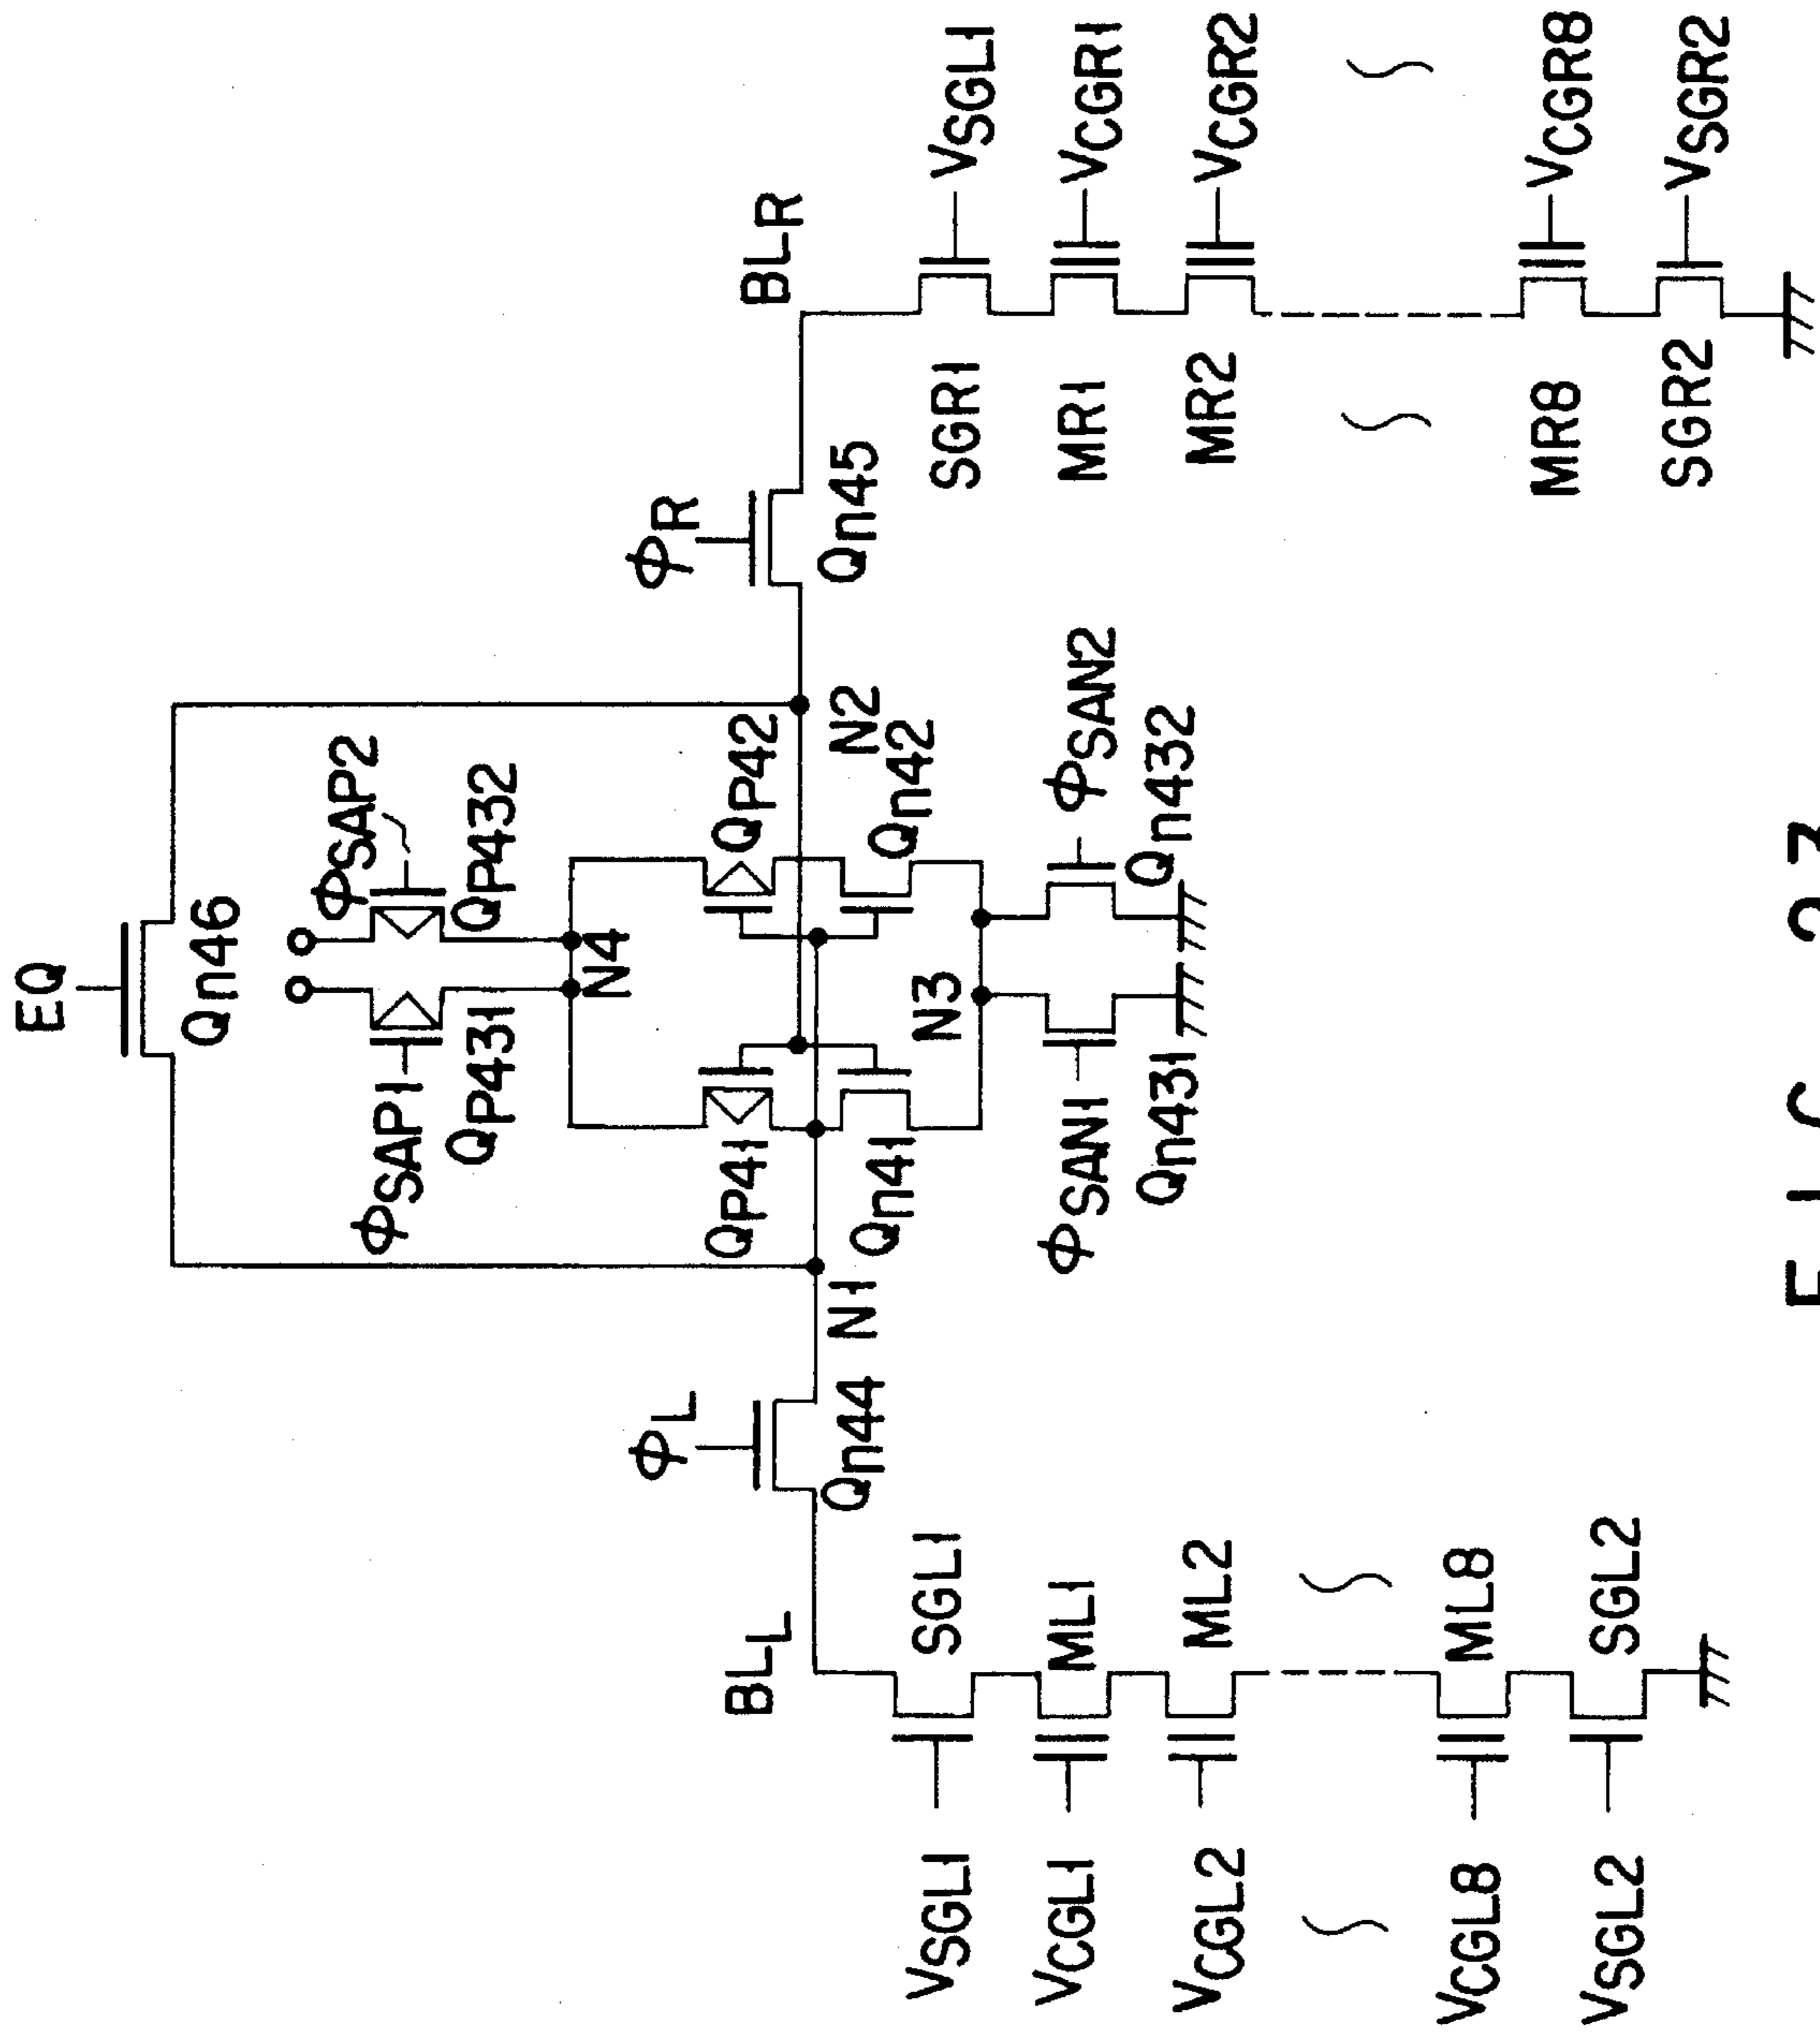 EQ
Qn46
φSAP1
φSAP2
QP431
QP432
N4
φL
φR
BLL
QP41
QP42
BLR
Qn44
N1
N2
Qn45
Qn41
Qn42
N3
VSGL1
SGL1
SGR1
VSGL1
φSAN1
φSAN2
Qn431
Qn432
VCGL1
ML1
MR1
VCGR1
VCGL2
ML2
MR2
VCGR2
VCGL8
ML8
MR8
VCGR8
VSGL2
SGL2
SGR2
VSGR2